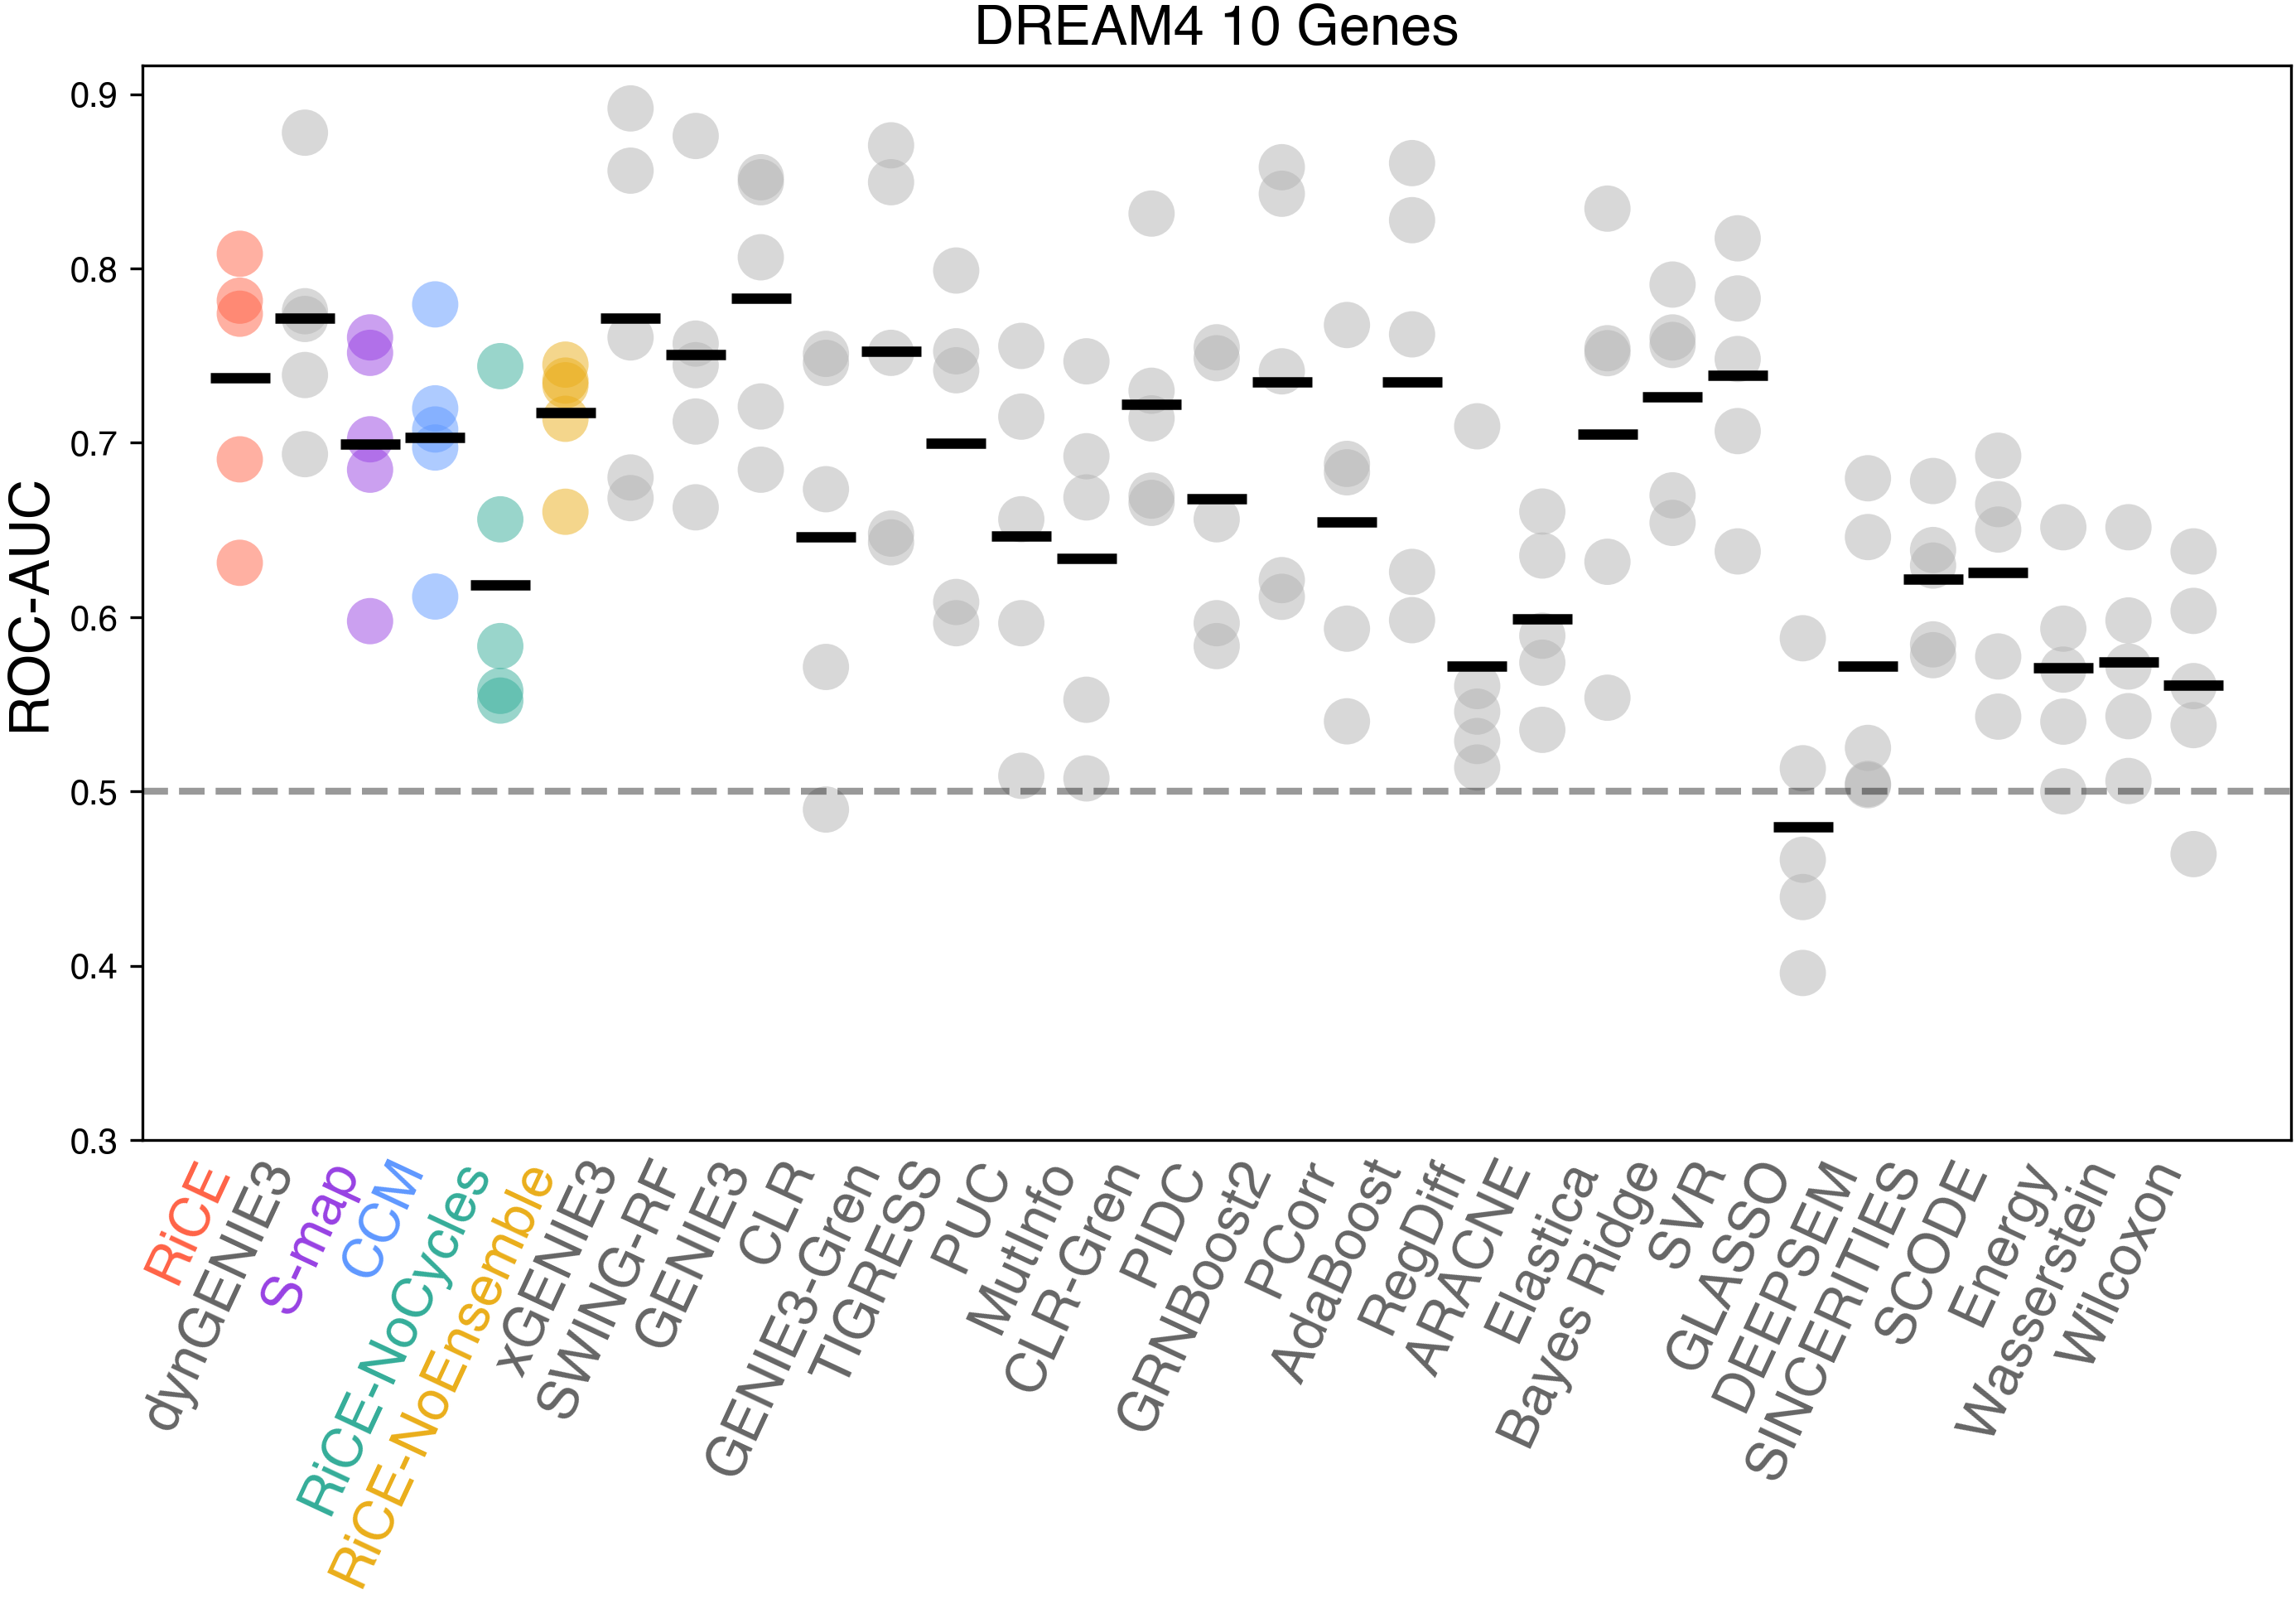 DREAM4 10 Genes
ROC-AUC
0.9
0.8
0.7
0.6
0.5
0.4
0.3
RiCE
dynGENIE3
S-map
CCM
RiCE-NoCycles
RiCE-NoEnsemble
xGENIE3
SWING-RF
GENIE3
CLR
GENIE3-Gren
TIGRESS
PUC
MutInfo
CLR-Gren
PIDC
GRNBoost2
PCorr
AdaBoost
RegDiff
ARACNE
Elastica
Bayes Ridge
SVR
GLASSO
DEEPSEM
SINCERITIES
SCODE
Energy
Wasserstein
Wilcoxon